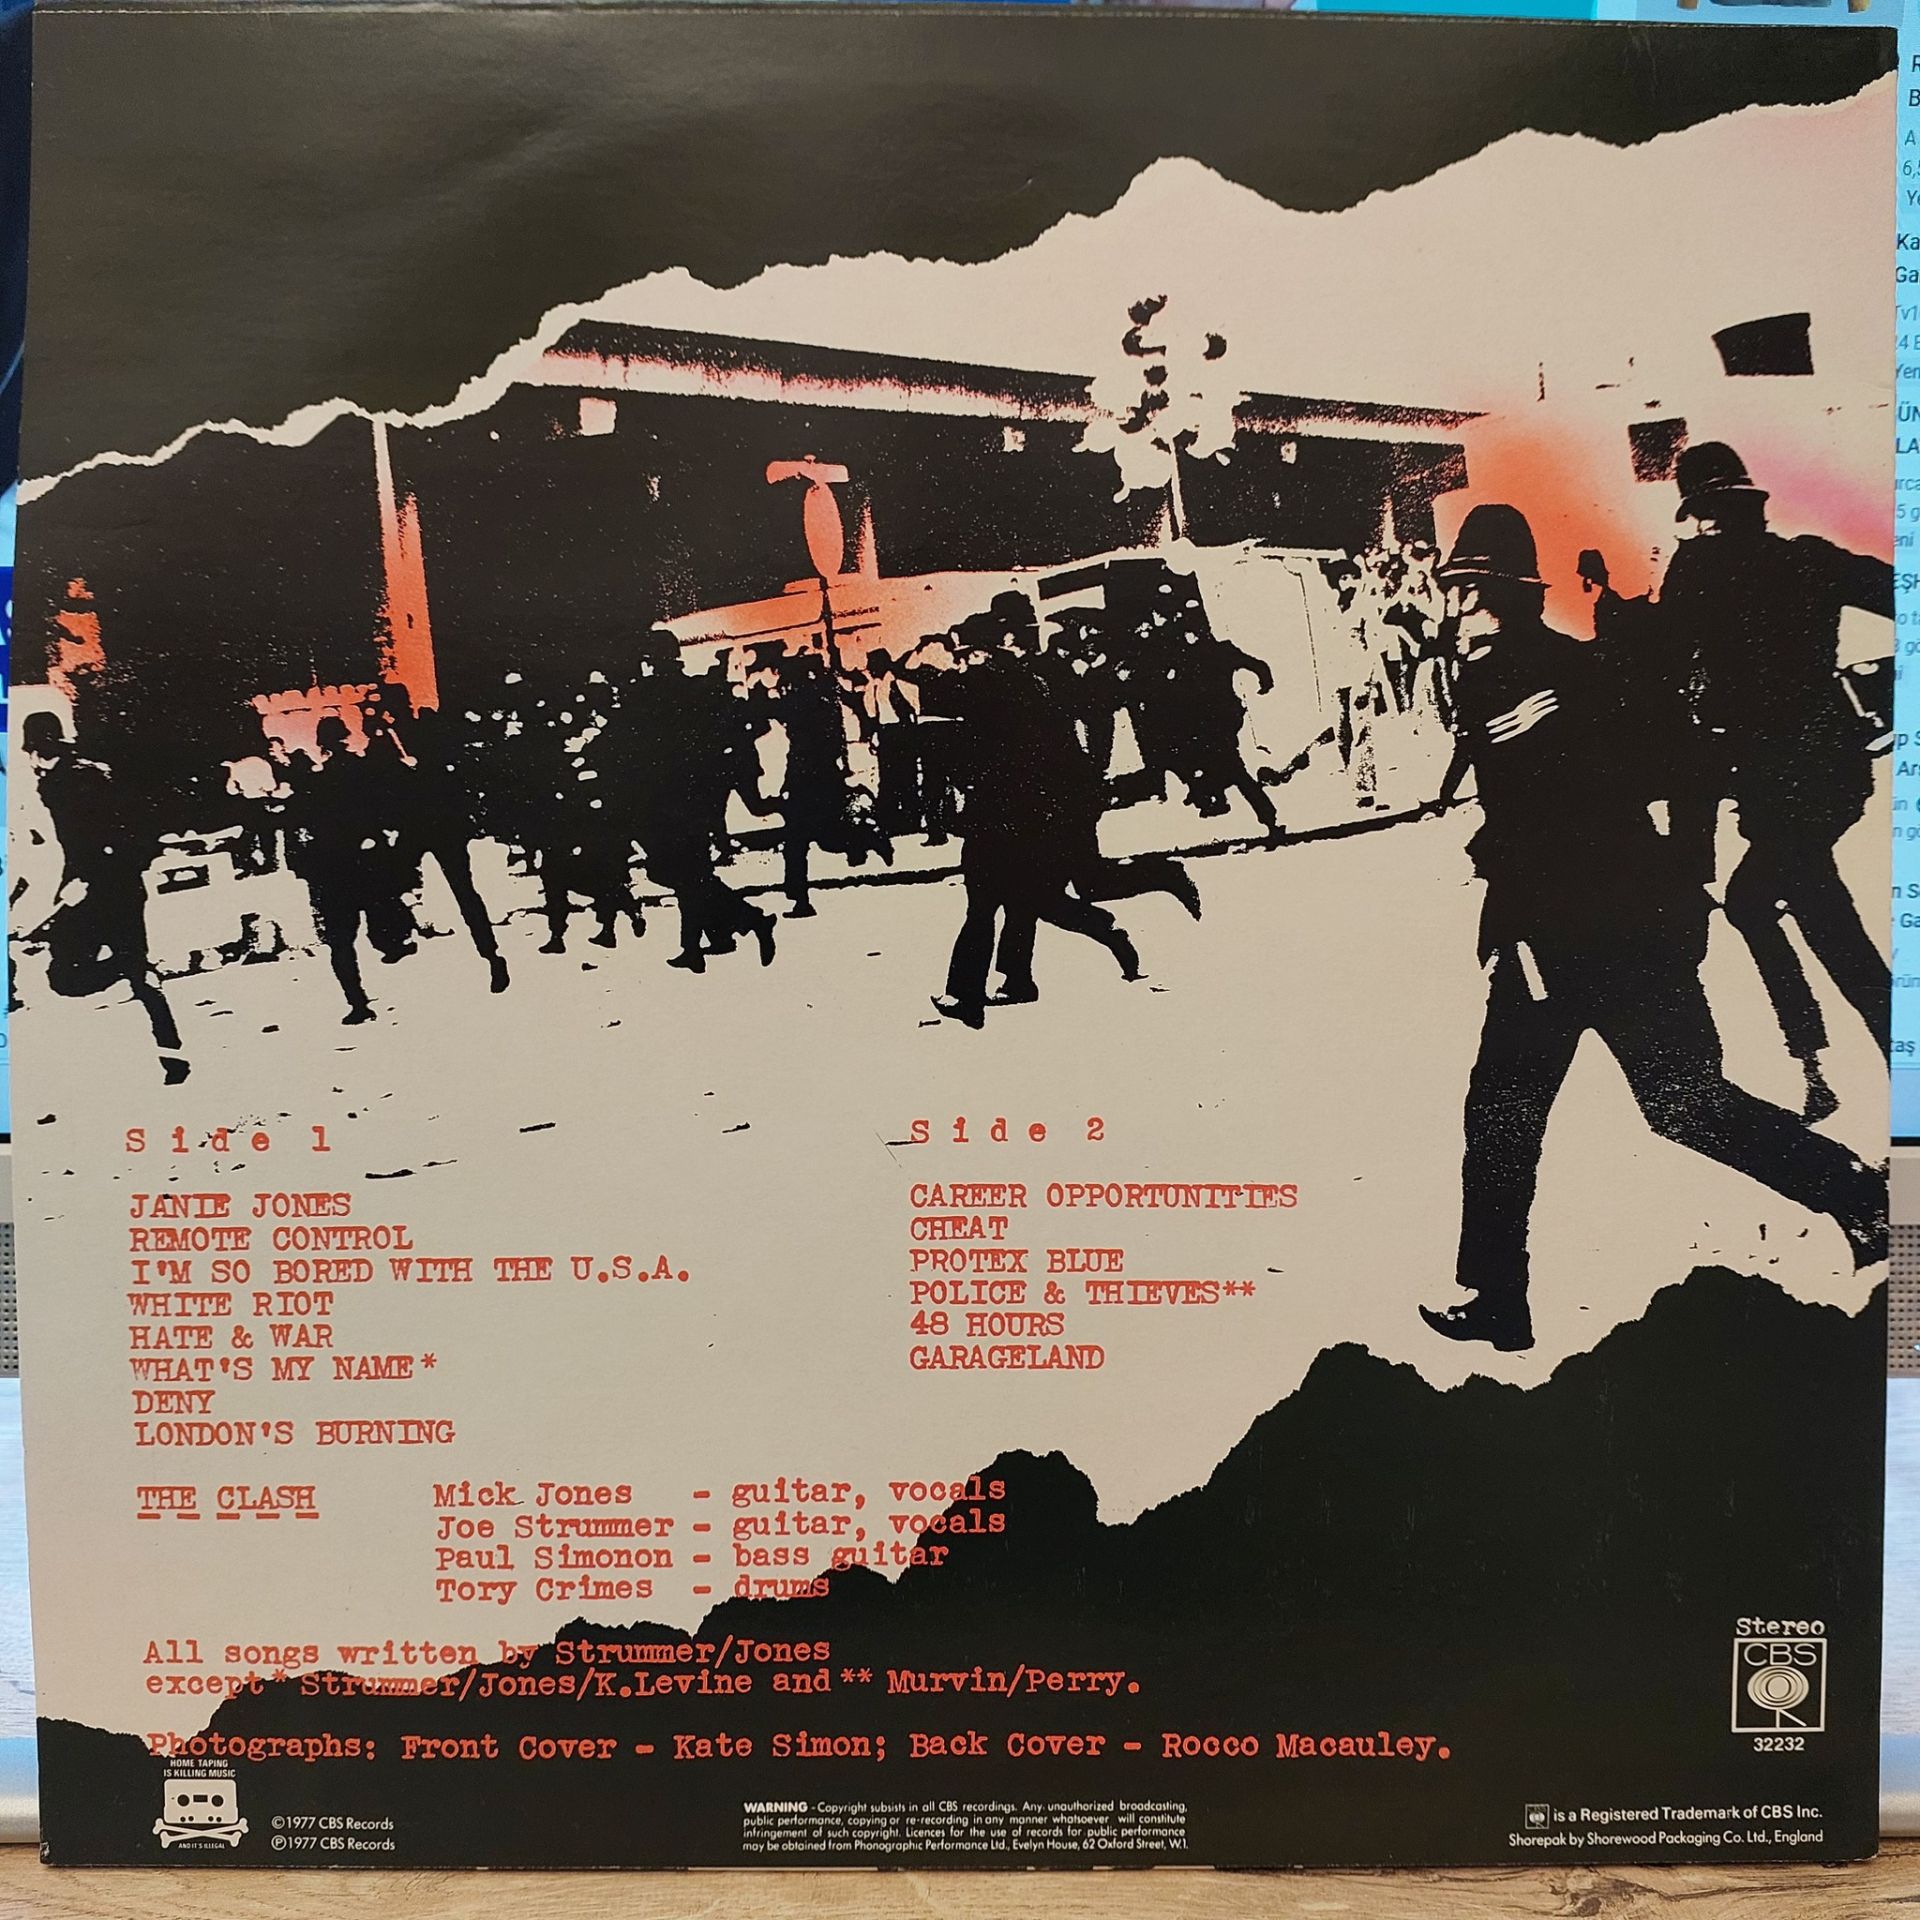 Side 1
JANIE JONES
REMOTE CONTROL
I'M SO BORED WITH THE U.S.A.
WHITE RIOT
HATE & WAR
WHAT'S MY NAME*
DENY
LONDON'S BURNING
Side 2
CAREER OPPORTUNITIES
CHEAT
PROTEX BLUE
POLICE & THIEVES**
48 HOURS
GARAGELAND
THE CLASH
Mick Jones - guitar, vocals
Joe Strummer - guitar, vocals
Paul Simonon - bass guitar
Tory Crimes - drums
All songs written by Strummer/Jones
except* Strummer/Jones/K.Levine and ** Murvin/Perry.
Photographs: Front Cover - Kate Simon; Back Cover - Rocco Macauley.
Stereo
CBS
32232
HOME TAPING
IS KILLING MUSIC
AND IT'S ILLEGAL
©1977 CBS Records
℗1977 CBS Records
WARNING - Copyright subsists in all CBS recordings. Any unauthorized broadcasting,
public performance, copying or re-recording in any manner whatsoever will constitute
infringement of such copyright. Licences for the use of records for public performance
may be obtained from Phonographic Performance Ltd., Evelyn House, 62 Oxford Street, W.1.
is a Registered Trademark of CBS Inc.
Shorepak by Shorewood Packaging Co. Ltd., England